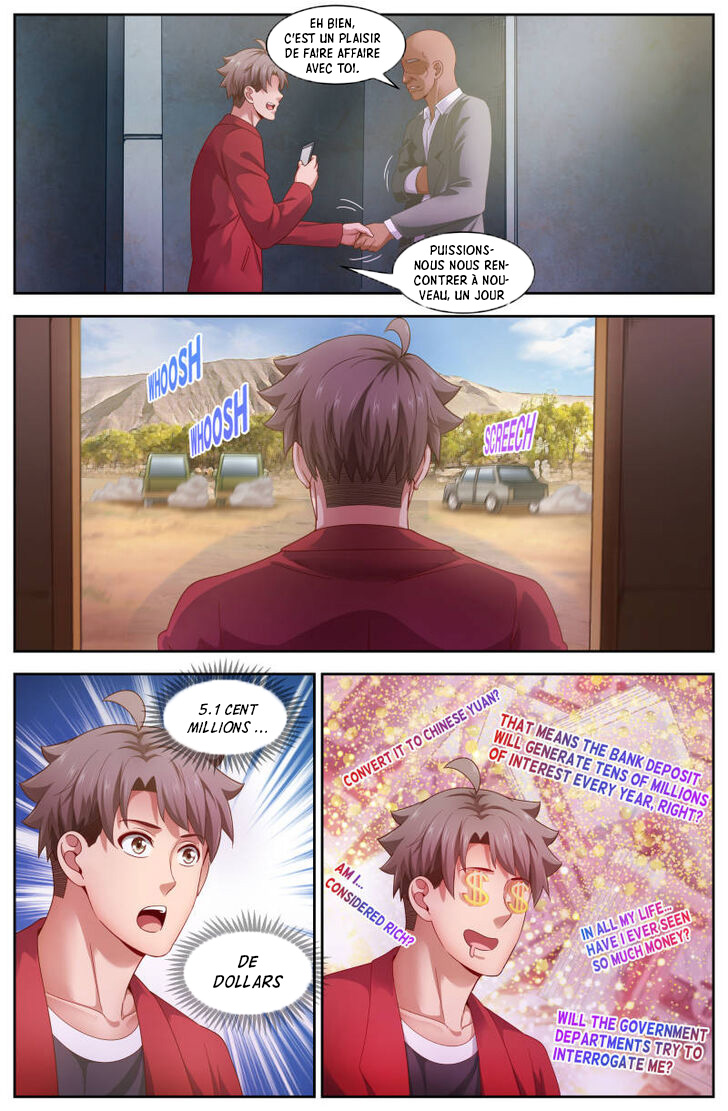 EH BIEN,
C'EST UN PLAISIR
DE FAIRE AFFAIRE
AVEC TOI.
PUISSIONS-
NOUS NOUS REN-
CONTRER À NOU-
VEAU, UN JOUR
WHOOSH
WHOOSH
SCREECH
5.1 CENT
MILLIONS ...
DE
DOLLARS
CONVERT IT TO CHINESE YUAN?
THAT MEANS THE BANK DEPOSIT
WILL GENERATE TENS OF MILLIONS
OF INTEREST EVERY YEAR, RIGHT?
AM I...
CONSIDERED RICH?
IN ALL MY LIFE...
HAVE I EVER SEEN
SO MUCH MONEY?
WILL THE GOVERNMENT
DEPARTMENTS TRY TO
INTERROGATE ME?